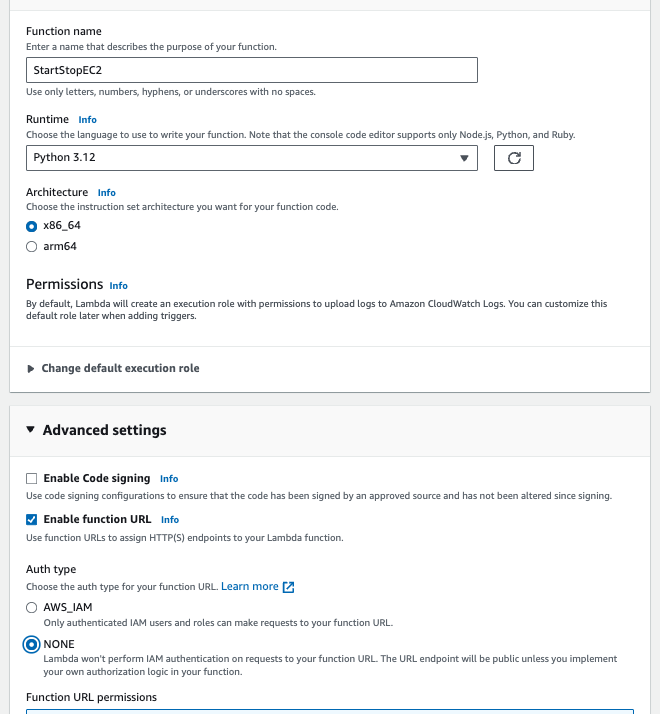 Function name
Enter a name that describes the purpose of your function.
StartStopEC2
Use only letters, numbers, hyphens, or underscores with no spaces.
Runtime Info
Choose the language to use to write your function. Note that the console code editor supports only Node.js, Python, and Ruby.
Python 3.12
Architecture Info
Choose the instruction set architecture you want for your function code.
x86_64
arm64
Permissions Info
By default, Lambda will create an execution role with permissions to upload logs to Amazon CloudWatch Logs. You can customize this
default role later when adding triggers.
Change default execution role
Advanced settings
Enable Code signing Info
Use code signing configurations to ensure that the code has been signed by an approved source and has not been altered since signing.
Enable function URL Info
Use function URLs to assign HTTP(S) endpoints to your Lambda function.
Auth type
Choose the auth type for your function URL. Learn more
AWS_IAM
Only authenticated IAM users and roles can make requests to your function URL.
NONE
Lambda won't perform IAM authentication on requests to your function URL. The URL endpoint will be public unless you implement
your own authorization logic in your function.
Function URL permissions